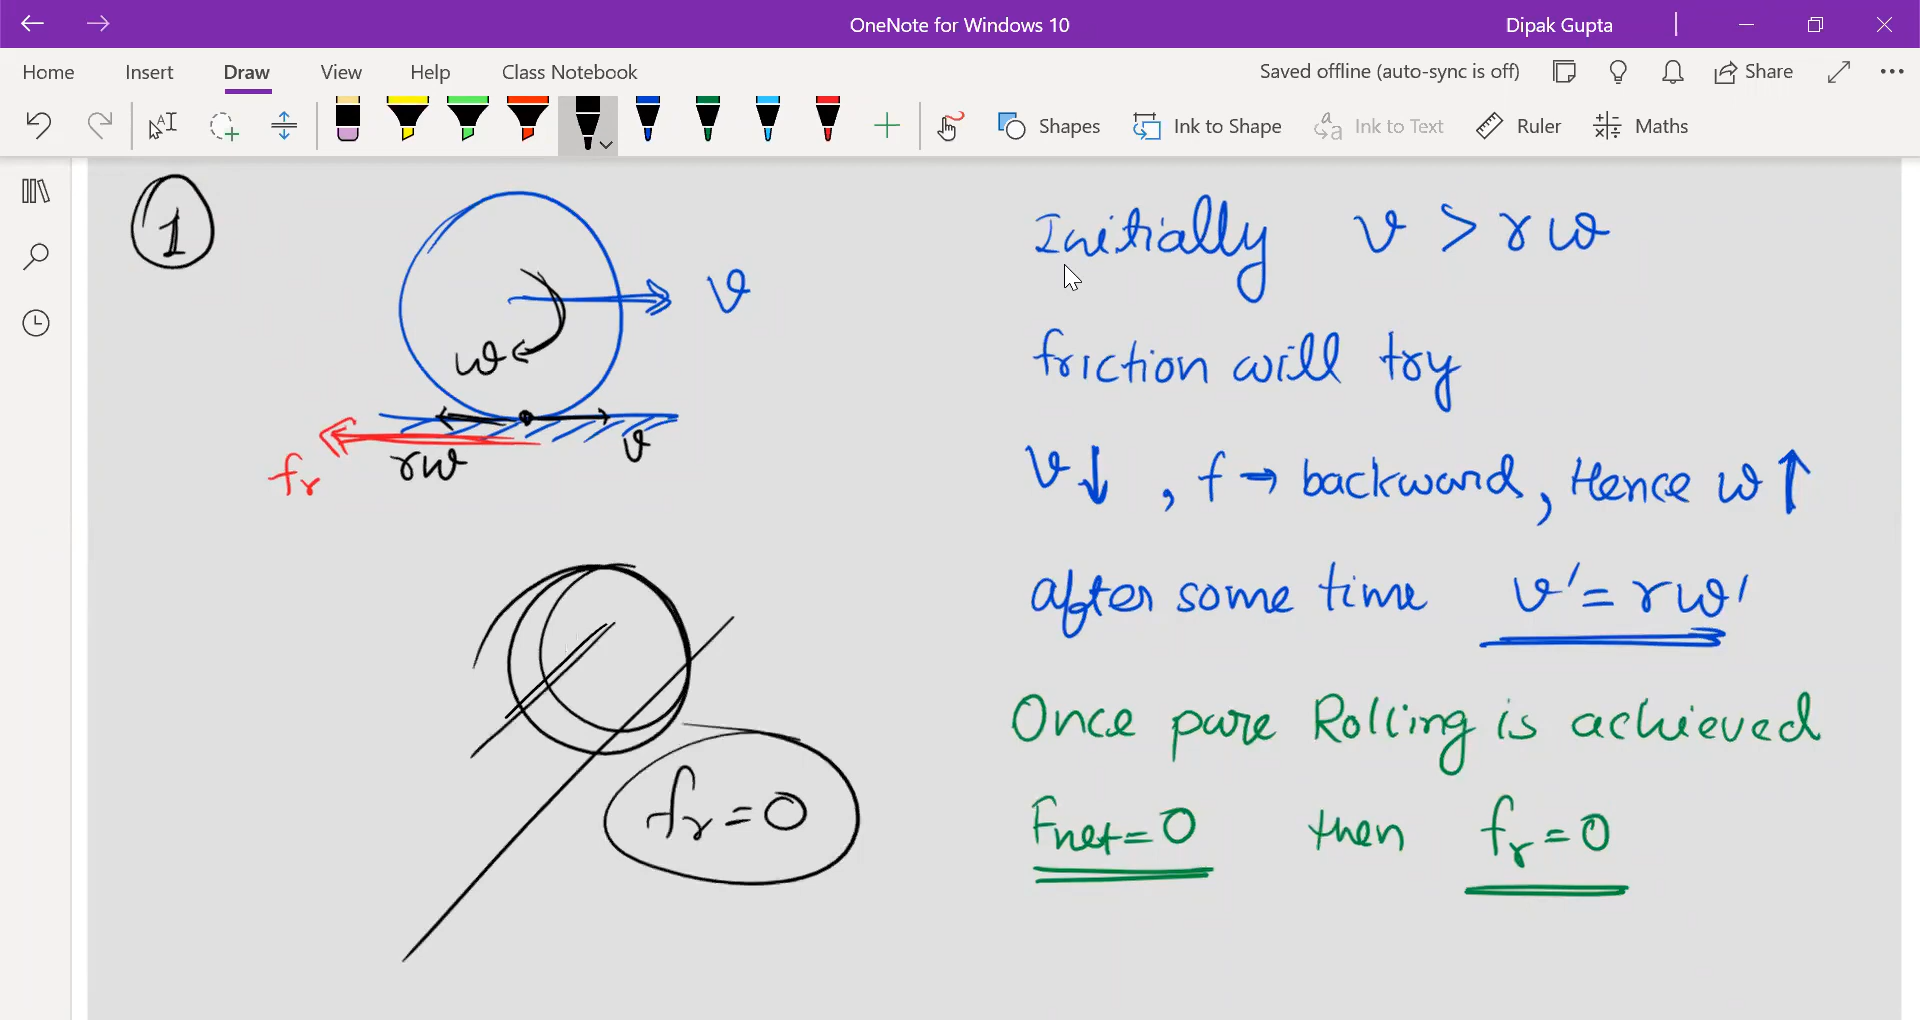 OneNote for Windows 10
Dipak Gupta
Home Insert Draw View Help Class Notebook
Saved offline (auto-sync is off) Share
Shapes Ink to Shape Ink to Text Ruler Maths
1
v
ω
rω
v
fr
fr = 0
Initially v > rω
friction will try
v↓, f → backward, Hence ω↑
after some time v' = rω'
Once pure Rolling is achieved
Fnet = 0 then fr = 0